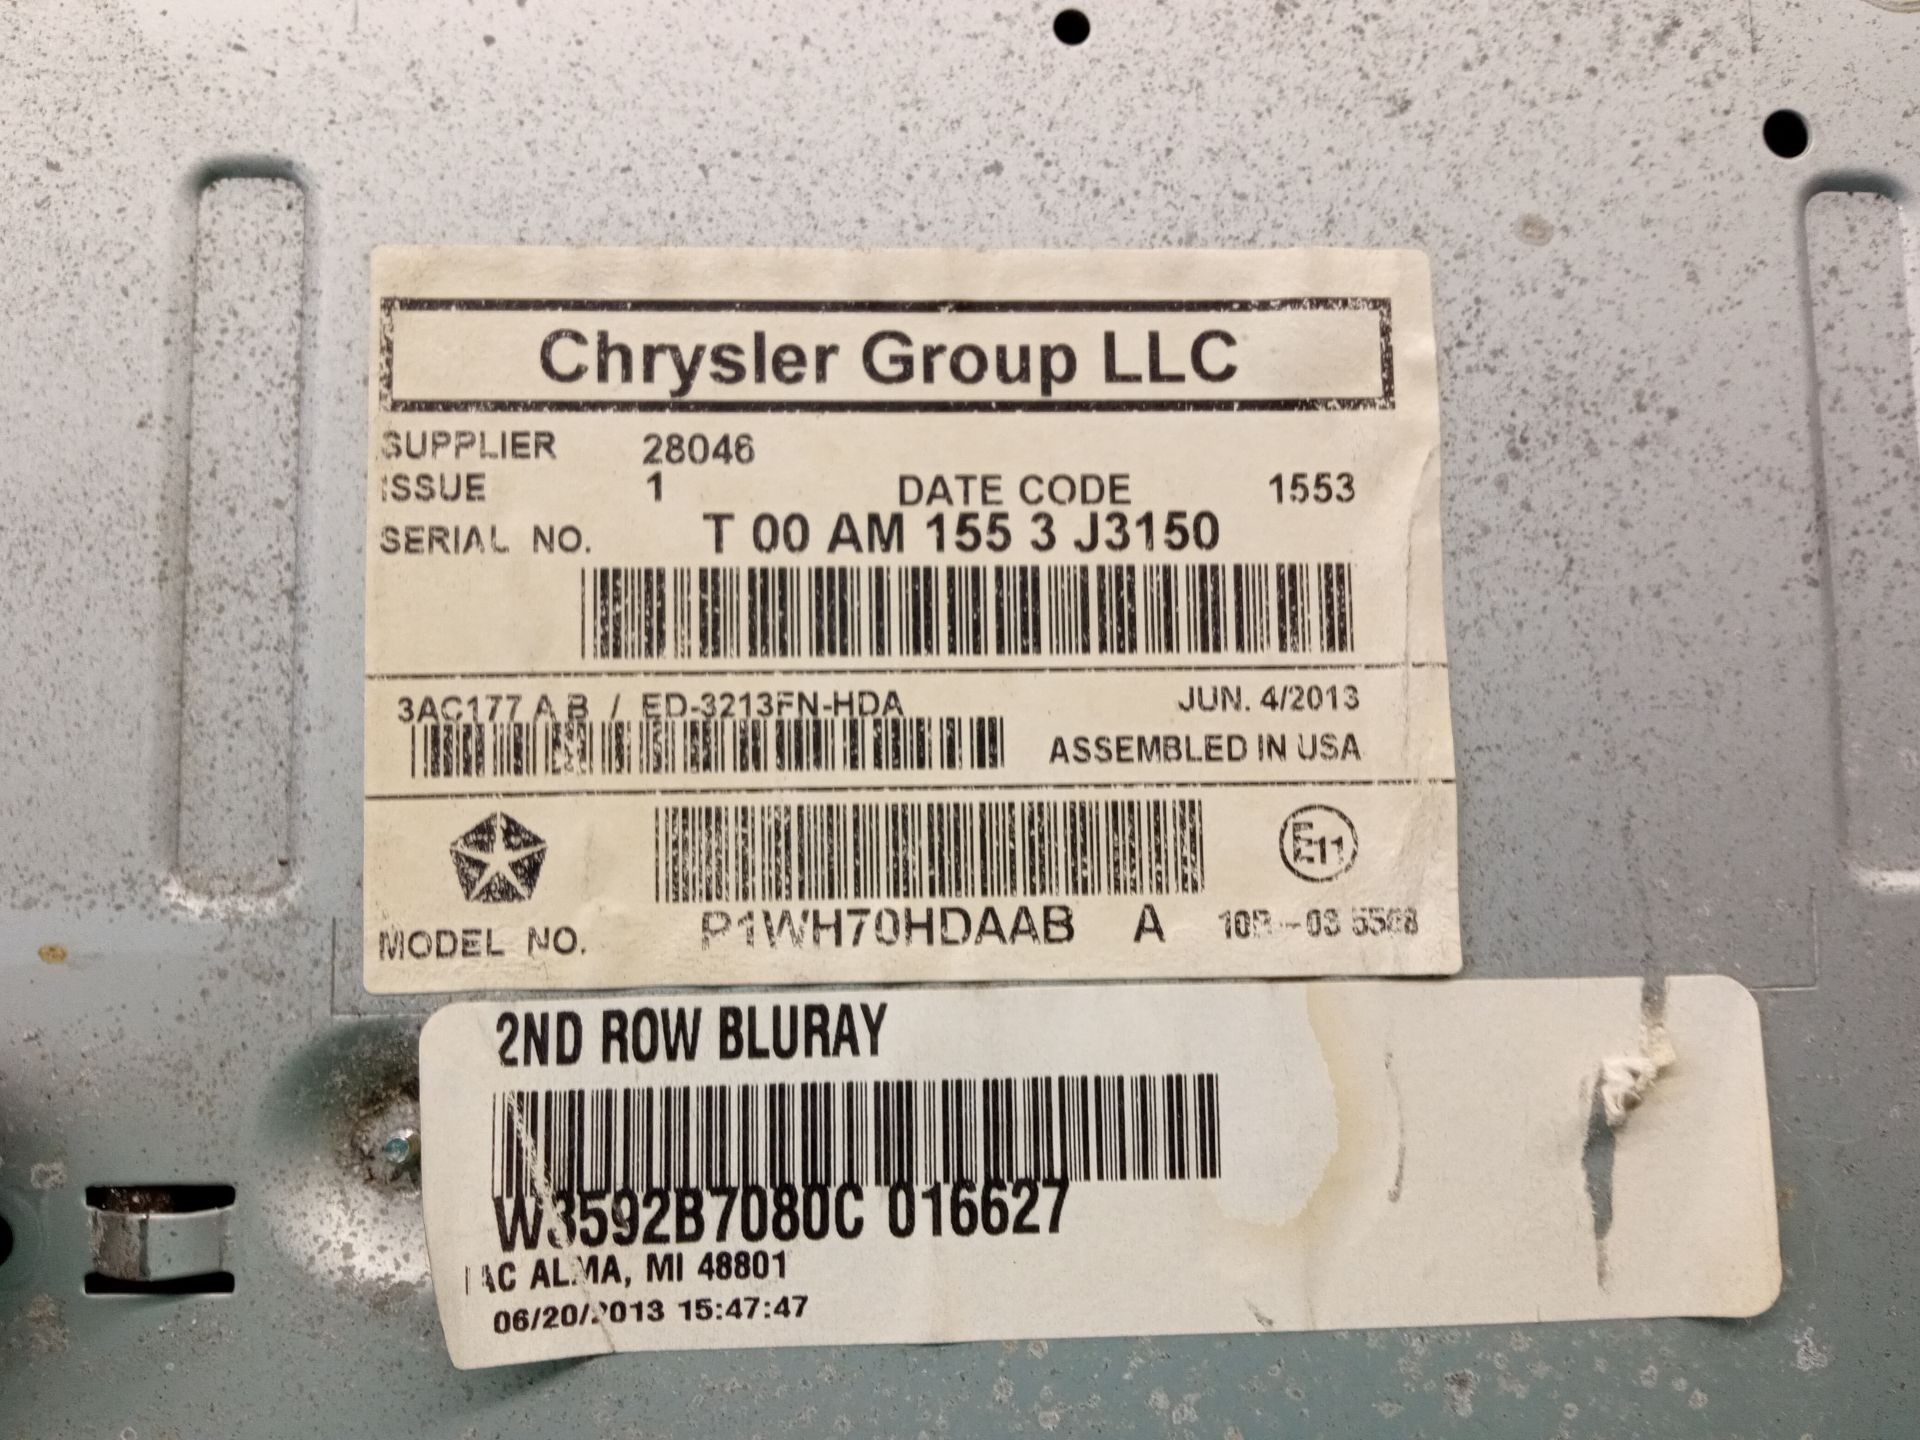 Chrysler Group LLC
SUPPLIER 28046
ISSUE 1 DATE CODE 1553
SERIAL NO. T 00 AM 155 3 J3150
3AC177 A B / ED-3213FN-HDA JUN. 4/2013
ASSEMBLED IN USA
E11
MODEL NO. P1WH70HDAAB A
2ND ROW BLURAY
W3592B7080C 016627
ALMA, MI 48801
06/20/2013 15:47:47